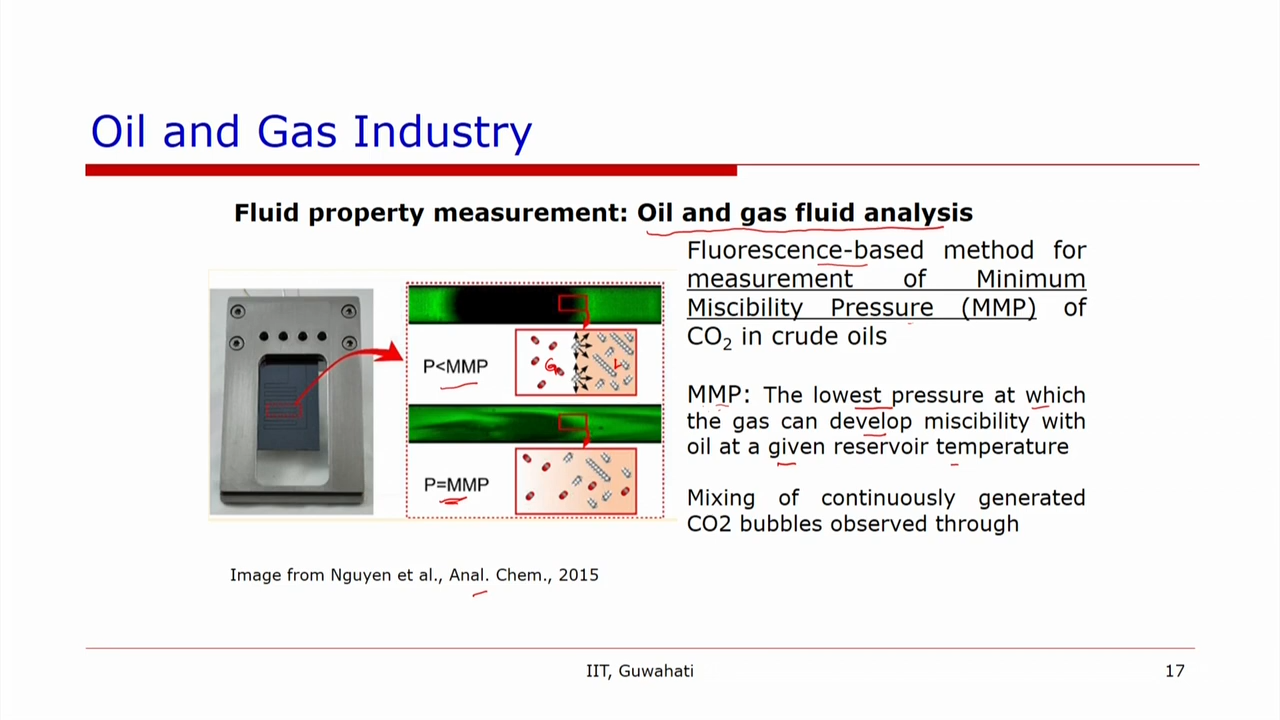 Oil and Gas Industry
Fluid property measurement: Oil and gas fluid analysis
Fluorescence-based method for
measurement of Minimum
Miscibility Pressure (MMP) of
CO₂ in crude oils
P<MMP
G
L
P=MMP
MMP: The lowest pressure at which
the gas can develop miscibility with
oil at a given reservoir temperature
Mixing of continuously generated
CO2 bubbles observed through
Image from Nguyen et al., Anal. Chem., 2015
IIT, Guwahati
17